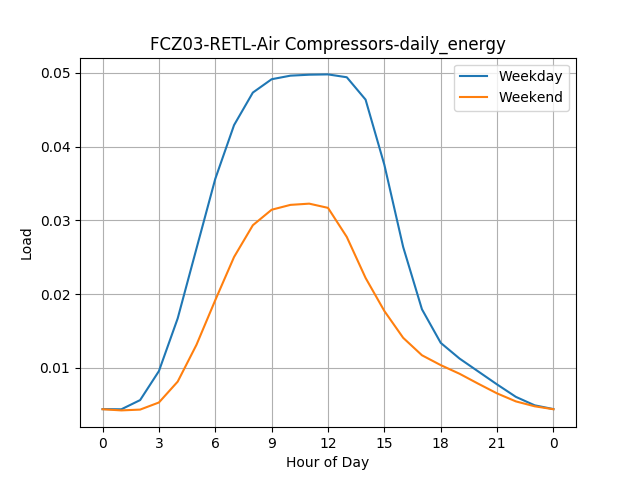 FCZ03-RETL-Air Compressors-daily_energy
Weekday
Weekend
Load
0.05
0.04
0.03
0.02
0.01
0 3 6 9 12 15 18 21 0
Hour of Day